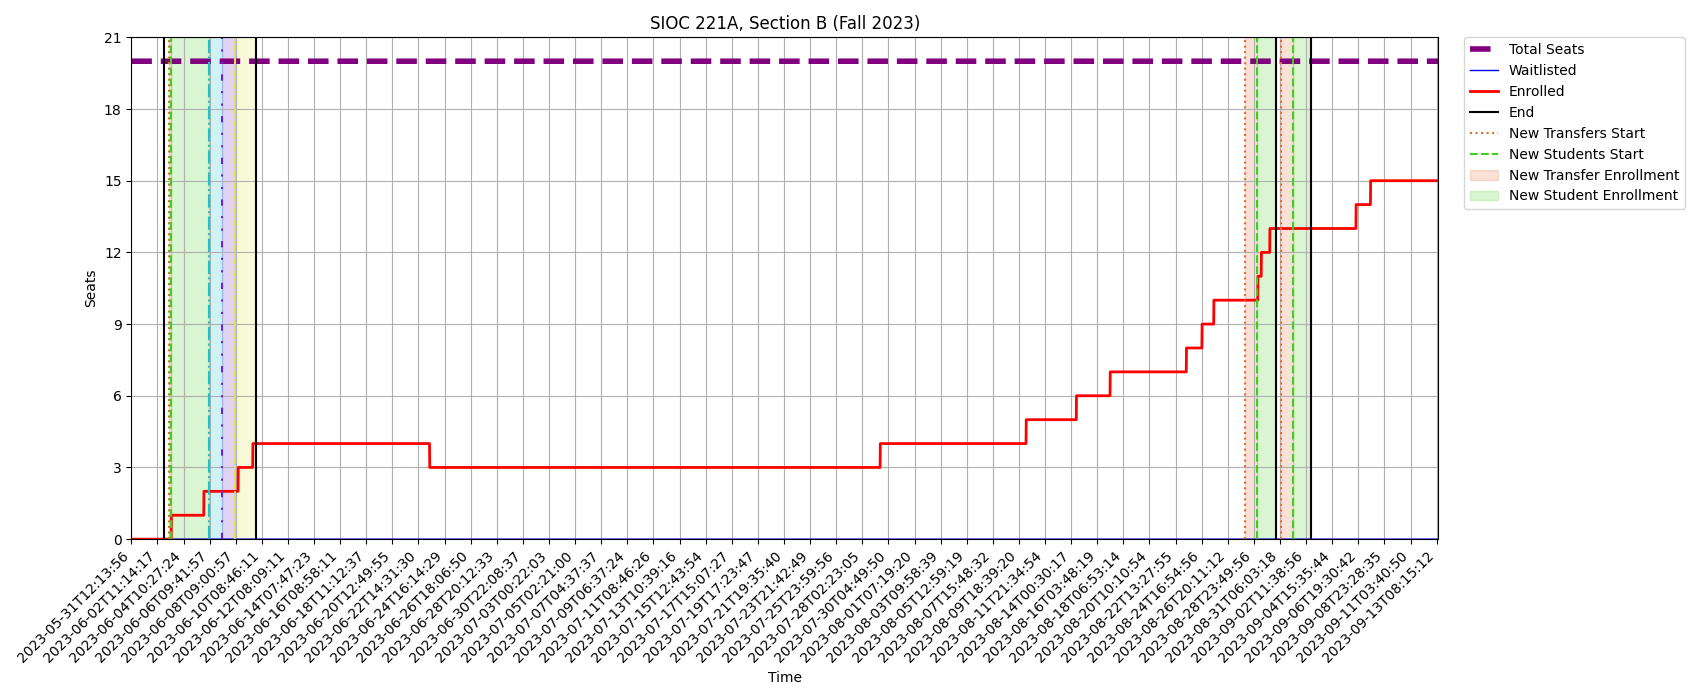 SIOC 221A, Section B (Fall 2023)
21
18
15
12
9
6
3
0
Seats
Total Seats
Waitlisted
Enrolled
End
New Transfers Start
New Students Start
New Transfer Enrollment
New Student Enrollment
2023-05-31T12:13:56
2023-06-02T11:14:17
2023-06-04T10:27:24
2023-06-06T09:41:57
2023-06-08T09:00:57
2023-06-10T08:46:11
2023-06-12T08:09:11
2023-06-14T07:47:23
2023-06-16T16:58:11
2023-06-18T11:12:37
2023-06-20T12:49:55
2023-06-22T14:31:30
2023-06-24T16:14:29
2023-06-26T18:06:50
2023-06-28T20:12:33
2023-06-30T22:08:37
2023-07-03T00:22:03
2023-07-05T02:21:00
2023-07-07T04:37:37
2023-07-09T06:37:24
2023-07-11T08:46:26
2023-07-13T10:39:16
2023-07-15T12:43:54
2023-07-17T15:07:27
2023-07-19T17:23:47
2023-07-21T19:35:40
2023-07-23T21:42:49
2023-07-25T23:59:56
2023-07-28T02:23:05
2023-07-30T04:49:50
2023-08-01T07:19:20
2023-08-03T09:58:39
2023-08-05T12:59:19
2023-08-07T15:48:32
2023-08-09T18:39:20
2023-08-11T21:34:54
2023-08-14T00:30:17
2023-08-16T03:48:19
2023-08-18T06:53:14
2023-08-20T10:10:54
2023-08-22T13:27:55
2023-08-24T16:54:56
2023-08-26T20:11:12
2023-08-28T23:49:56
2023-08-31T06:03:18
2023-09-02T11:38:56
2023-09-04T15:35:44
2023-09-06T19:30:42
2023-09-08T23:28:35
2023-09-11T03:40:50
2023-09-13T08:15:12
Time